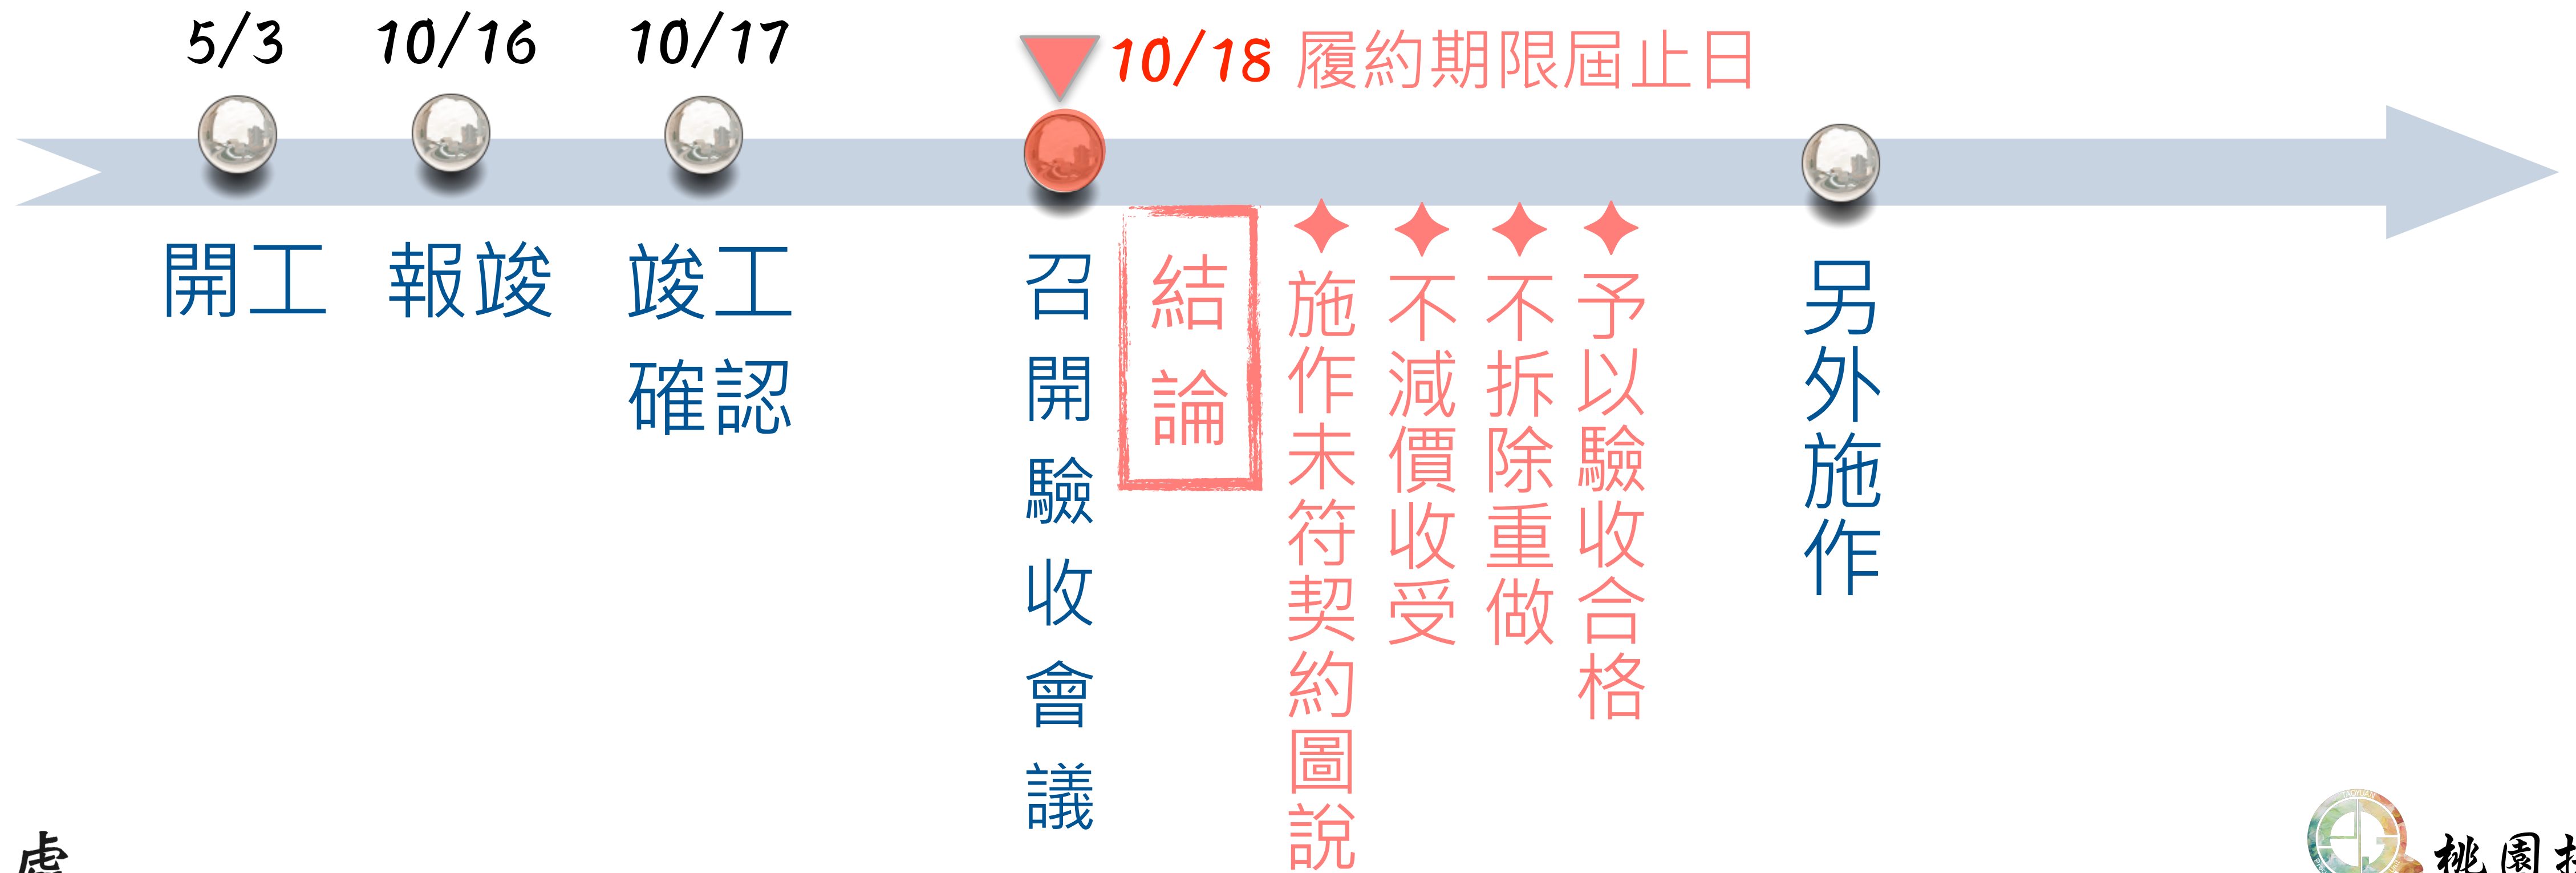 5/3
10/16
10/17
10/18 履約期限屆止日
開工
報竣
竣工
確認
召開驗收會議
結論
施作未符契約圖說
不減價收受
不拆除重做
予以驗收合格
另外施作
桃園